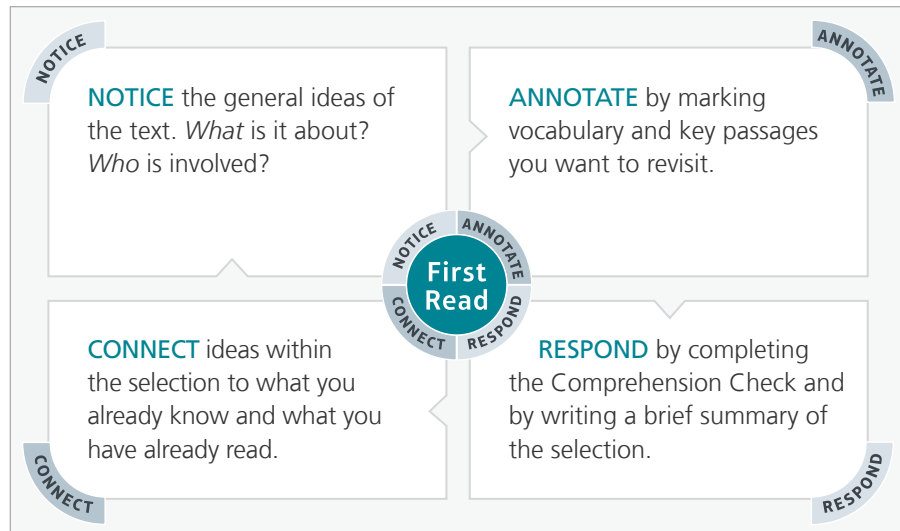 NOTICE
NOTICE the general ideas of
the text. What is it about?
Who is involved?
ANNOTATE
ANNOTATE by marking
vocabulary and key passages
you want to revisit.
NOTICE
ANNOTATE
First
Read
CONNECT
RESPOND
CONNECT ideas within
the selection to what you
already know and what you
have already read.
CONNECT
RESPOND by completing
the Comprehension Check and
by writing a brief summary of
the selection.
RESPOND